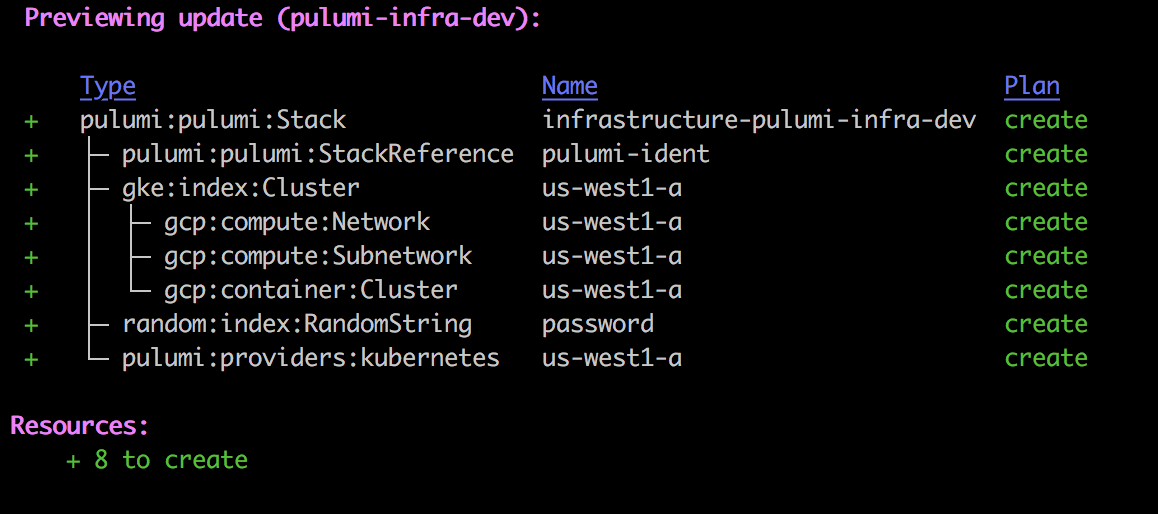 Previewing update (pulumi-infra-dev):
Type Name Plan
+ pulumi:pulumi:Stack infrastructure-pulumi-infra-dev create
+ ├─ pulumi:pulumi:StackReference pulumi-ident create
+ ├─ gke:index:Cluster us-west1-a create
+ │ ├─ gcp:compute:Network us-west1-a create
+ │ ├─ gcp:compute:Subnetwork us-west1-a create
+ │ └─ gcp:container:Cluster us-west1-a create
+ ├─ random:index:RandomString password create
+ └─ pulumi:providers:kubernetes us-west1-a create
Resources:
+ 8 to create